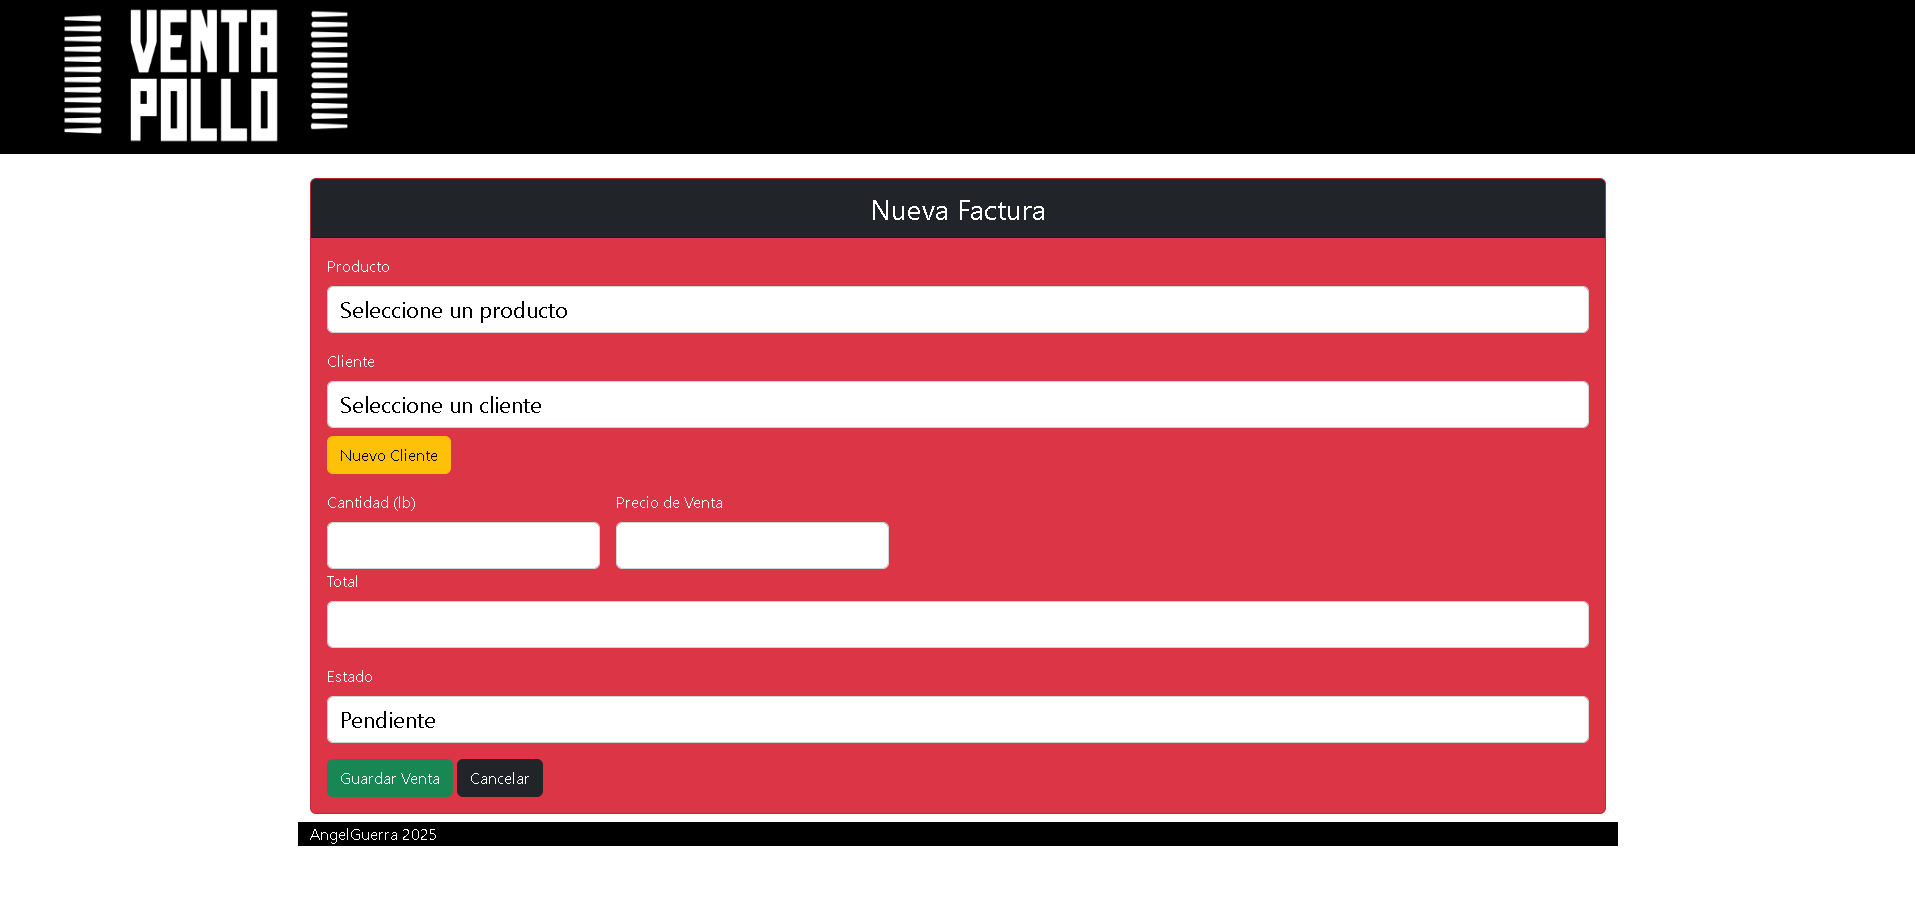 VENTA
POLLO
Nueva Factura
Producto
Seleccione un producto
Cliente
Seleccione un cliente
Nuevo Cliente
Cantidad (lb) Precio de Venta
Total
Estado
Pendiente
Guardar Venta Cancelar
AngelGuerra 2025